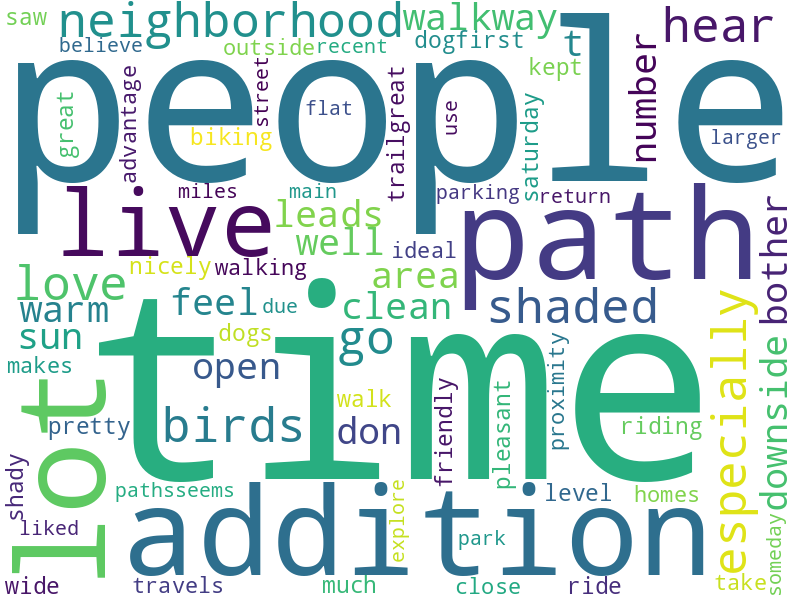 saw
neighborhood
walkway
hear
believe
outside
recent
dogfirst
t
people
kept
number
great
advantage
street
biking
flat
trailgreat
use
saturday
larger
live
miles
main
parking
return
path
leads
well
ideal
bother
nicely
walking
love
area
warm
feel
due
clean
shaded
especially
sun
dogs
go
time
proximity
downside
makes
open
lot
birds
walk
don
friendly
pleasant
riding
pretty
shady
pathsseems
addition
explore
level
homes
liked
park
someday
wide
travels
much
close
ride
take